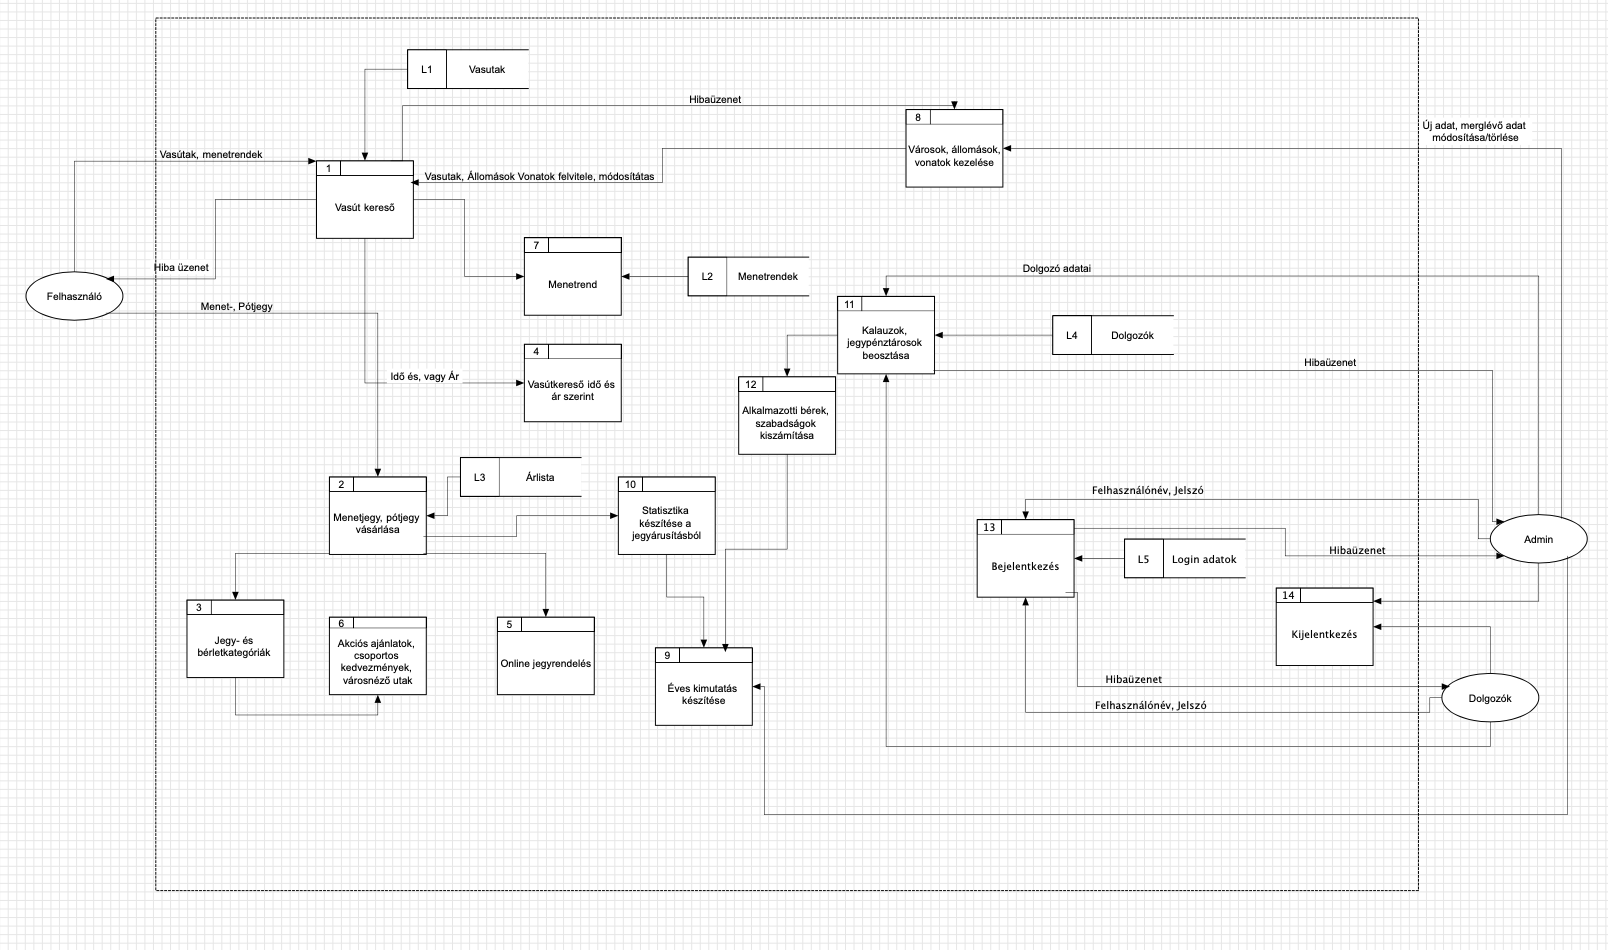 L1
Vasutak
Hibaüzenet
8
Városok, állomások,
vonatok kezelése
Új adat, merglévő adat
módosítása/törlése
Vasútak, menetrendek
1
Vasút kereső
Vasutak, Állomások Vonatok felvitele, módosítátas
7
Menetrend
L2
Menetrendek
Hiba üzenet
Felhasználó
Menet-, Pótjegy
Dolgozó adatai
11
Kalauzok,
jegypénztárosok
beosztása
L4
Dolgozók
Hibaüzenet
4
Vasútkereső idő és
ár szerint
Idő és, vagy Ár
12
Alkalmazotti bérek,
szabadságok
kiszámítása
L3
Árlista
2
Menetjegy, pótjegy
vásárlása
10
Statisztika
készítése a
jegyárusításból
Felhasználónév, Jelszó
13
Bejelentkezés
L5
Login adatok
Hibaüzenet
Admin
14
Kijelentkezés
3
Jegy- és
bérletkategóriák
6
Akciós ajánlatok,
csoportos
kedvezmények,
városnéző utak
5
Online jegyrendelés
9
Éves kimutatás
készítése
Hibaüzenet
Felhasználónév, Jelszó
Dolgozók